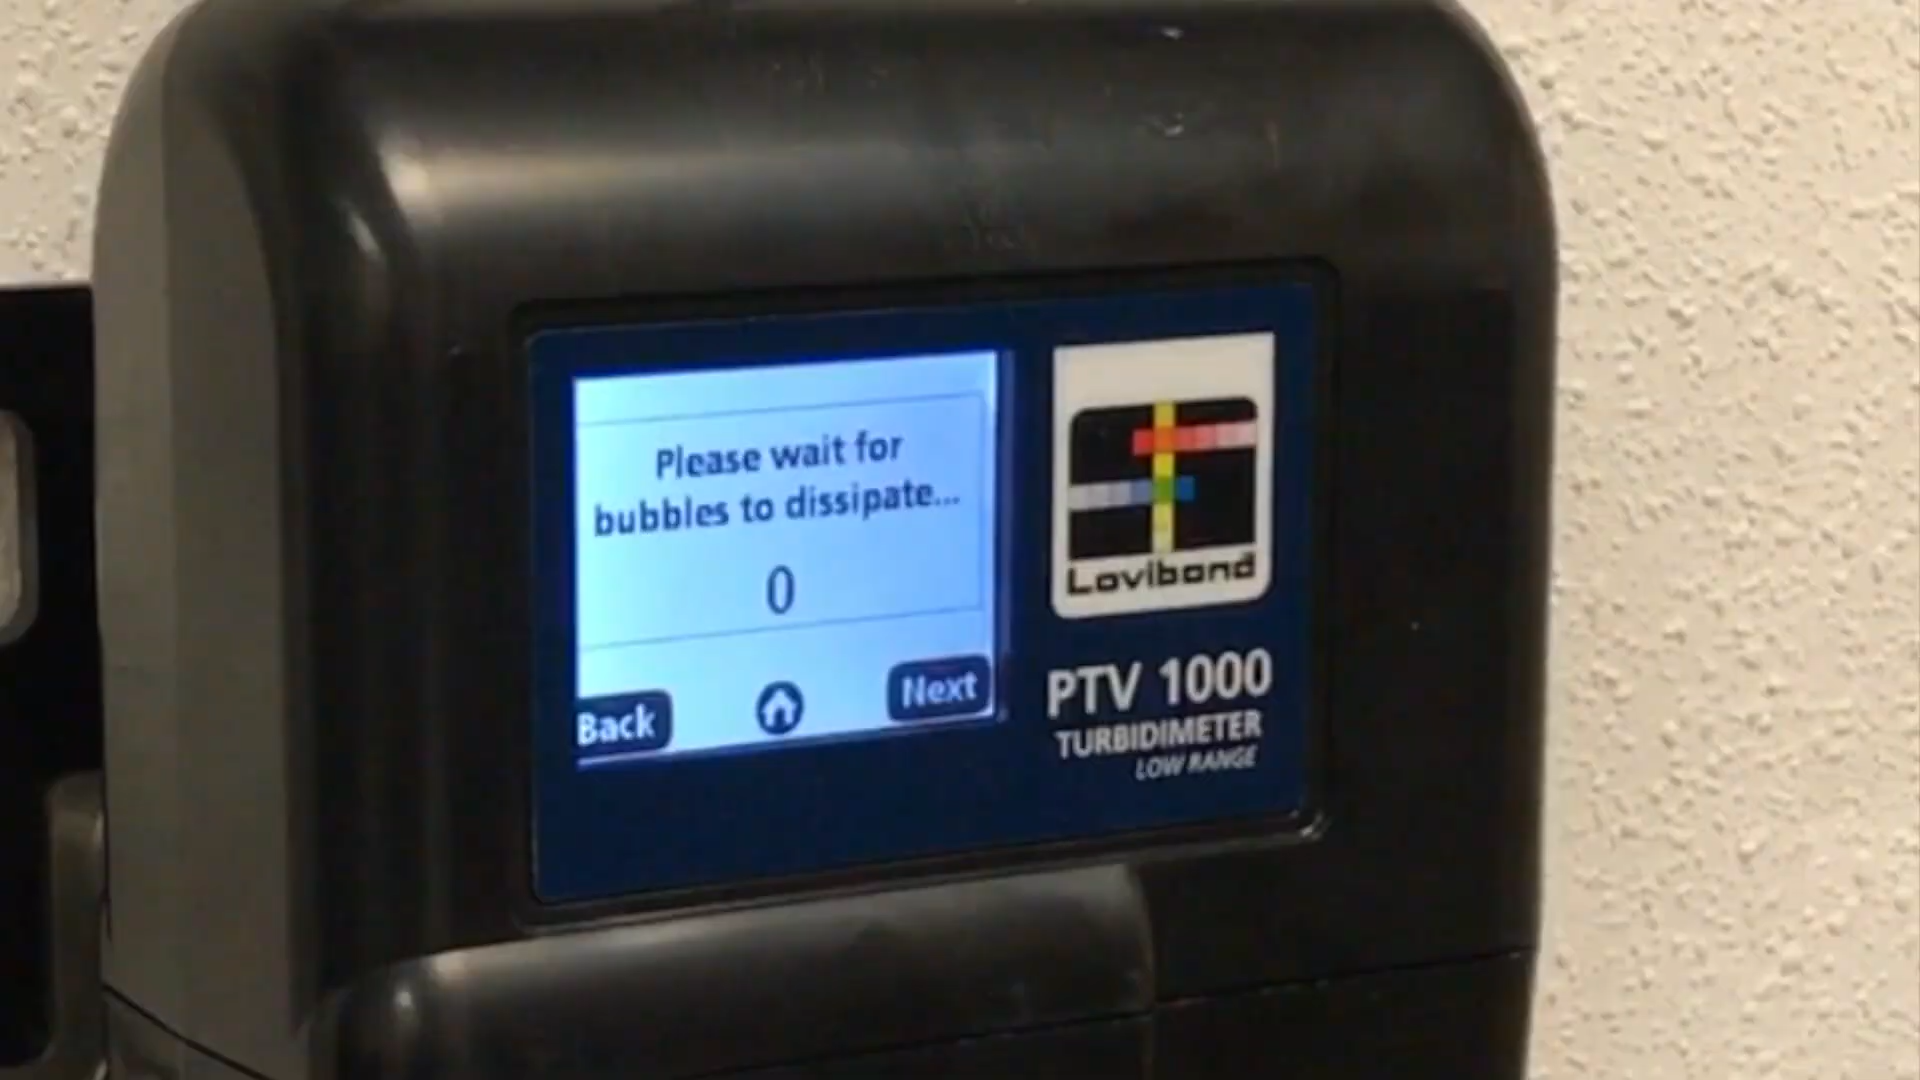 Please wait for
bubbles to dissipate...
0
Back
Next
Lovibond
PTV 1000
TURBIDIMETER
LOW RANGE